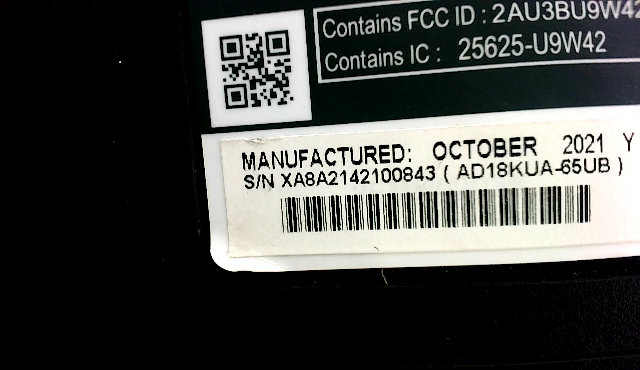 Contains FCC ID : 2AU3BU9W42
Contains IC : 25625-U9W42
MANUFACTURED: OCTOBER 2021 Y
S/N XA8A2142100843 ( AD18KUA-65UB )